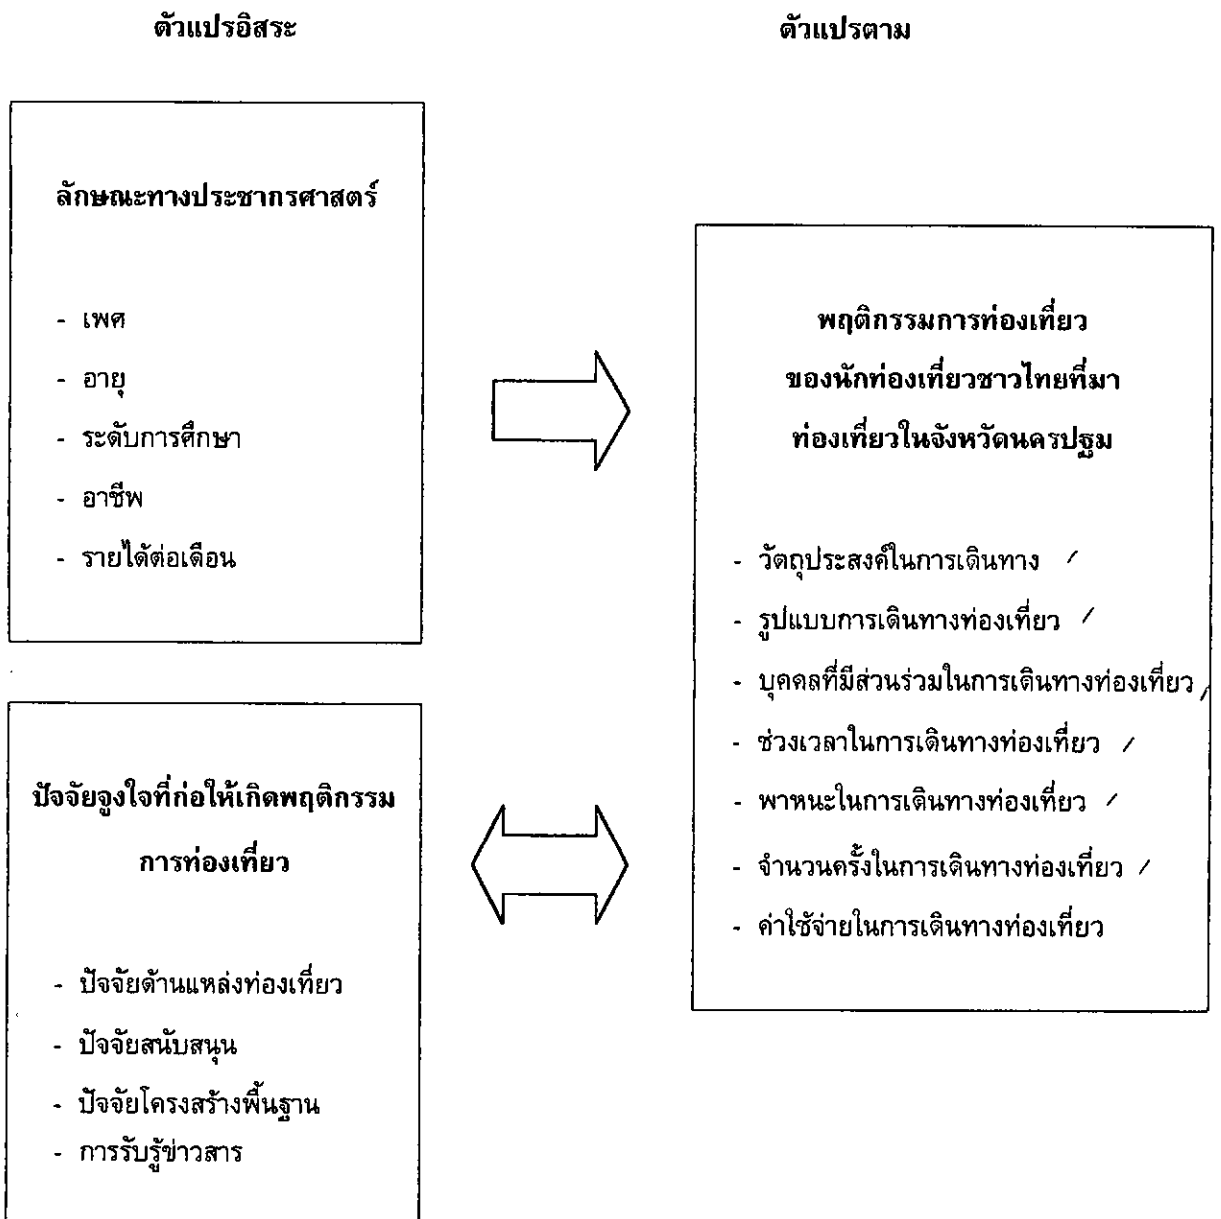 ตัวแปรอิสระ
ตัวแปรตาม
ลักษณะทางประชากรศาสตร์
- เพศ
- อายุ
- ระดับการศึกษา
- อาชีพ
- รายได้ต่อเดือน
ปัจจัยจูงใจที่ก่อให้เกิดพฤติกรรม
การท่องเที่ยว
- ปัจจัยด้านแหล่งท่องเที่ยว
- ปัจจัยสนับสนุน
- ปัจจัยโครงสร้างพื้นฐาน
- การรับรู้ข่าวสาร
พฤติกรรมการท่องเที่ยว
ของนักท่องเที่ยวชาวไทยที่มา
ท่องเที่ยวในจังหวัดนครปฐม
- วัตถุประสงค์ในการเดินทาง /
- รูปแบบการเดินทางท่องเที่ยว /
- บุคคลที่มีส่วนร่วมในการเดินทางท่องเที่ยว /
- ช่วงเวลาในการเดินทางท่องเที่ยว /
- พาหนะในการเดินทางท่องเที่ยว /
- จำนวนครั้งในการเดินทางท่องเที่ยว /
- ค่าใช้จ่ายในการเดินทางท่องเที่ยว